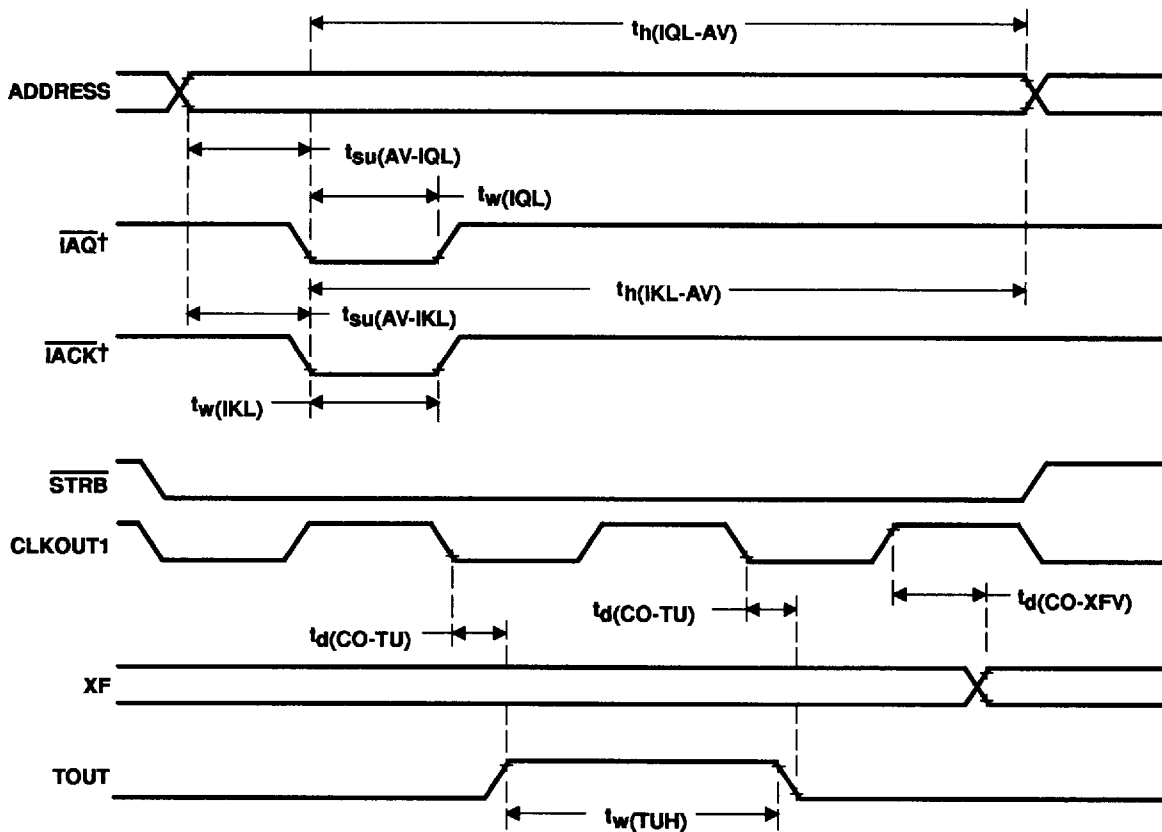 th(IQL-AV)
ADDRESS
tsu(AV-IQL)
tw(IQL)
IAQ†
th(IKL-AV)
tsu(AV-IKL)
IACK†
tw(IKL)
STRB
CLKOUT1
td(CO-TU)
td(CO-XFV)
td(CO-TU)
XF
TOUT
tw(TUH)